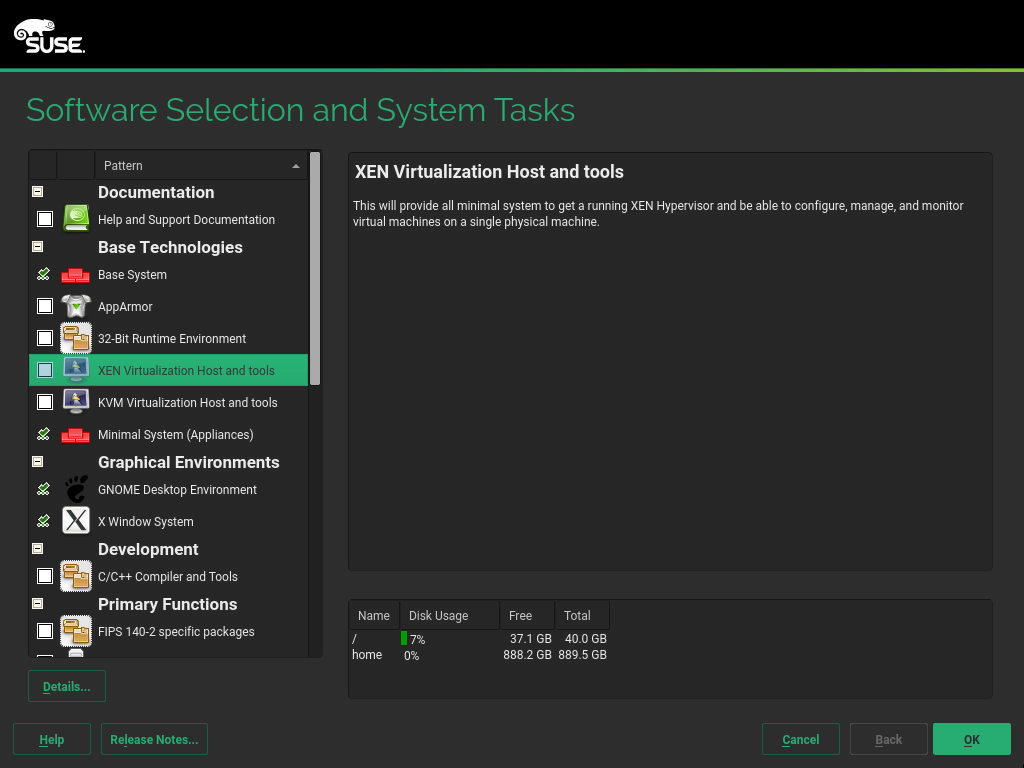 SUSE.
Software Selection and System Tasks
Pattern
Documentation
Help and Support Documentation
Base Technologies
Base System
AppArmor
32-Bit Runtime Environment
XEN Virtualization Host and tools
KVM Virtualization Host and tools
Minimal System (Appliances)
Graphical Environments
GNOME Desktop Environment
X Window System
Development
C/C++ Compiler and Tools
Primary Functions
FIPS 140-2 specific packages
Details...
XEN Virtualization Host and tools
This will provide all minimal system to get a running XEN Hypervisor and be able to configure, manage, and monitor
virtual machines on a single physical machine.
Name Disk Usage Free Total
/ 7% 37.1 GB 40.0 GB
home 0% 888.2 GB 889.5 GB
Help Release Notes... Cancel Back OK